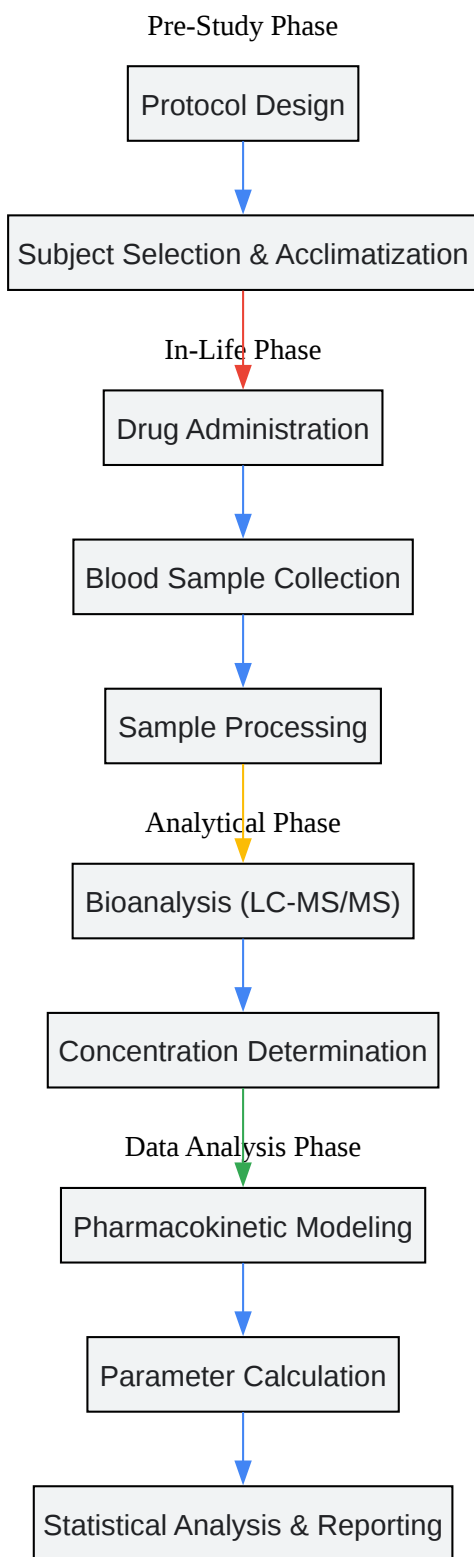 Pre-Study Phase
Protocol Design
Subject Selection & Acclimatization
In-Life Phase
Drug Administration
Blood Sample Collection
Sample Processing
Analytical Phase
Bioanalysis (LC-MS/MS)
Concentration Determination
Data Analysis Phase
Pharmacokinetic Modeling
Parameter Calculation
Statistical Analysis & Reporting